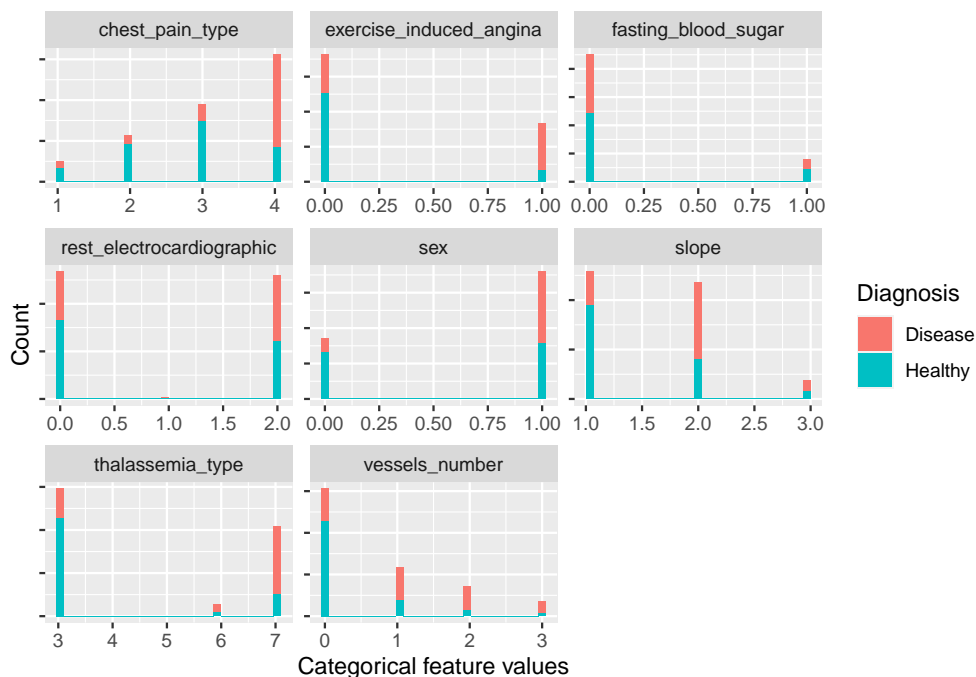 chest_pain_type exercise_induced_angina fasting_blood_sugar
1 2 3 4 0.00 0.25 0.50 0.75 1.00 0.00 0.25 0.50 0.75 1.00
rest_electrocardiographic sex slope
0.0 0.5 1.0 1.5 2.0 0.00 0.25 0.50 0.75 1.00 1.0 1.5 2.0 2.5 3.0
thalassemia_type vessels_number
3 4 5 6 7 0 1 2 3
Count
Categorical feature values
Diagnosis
Disease
Healthy